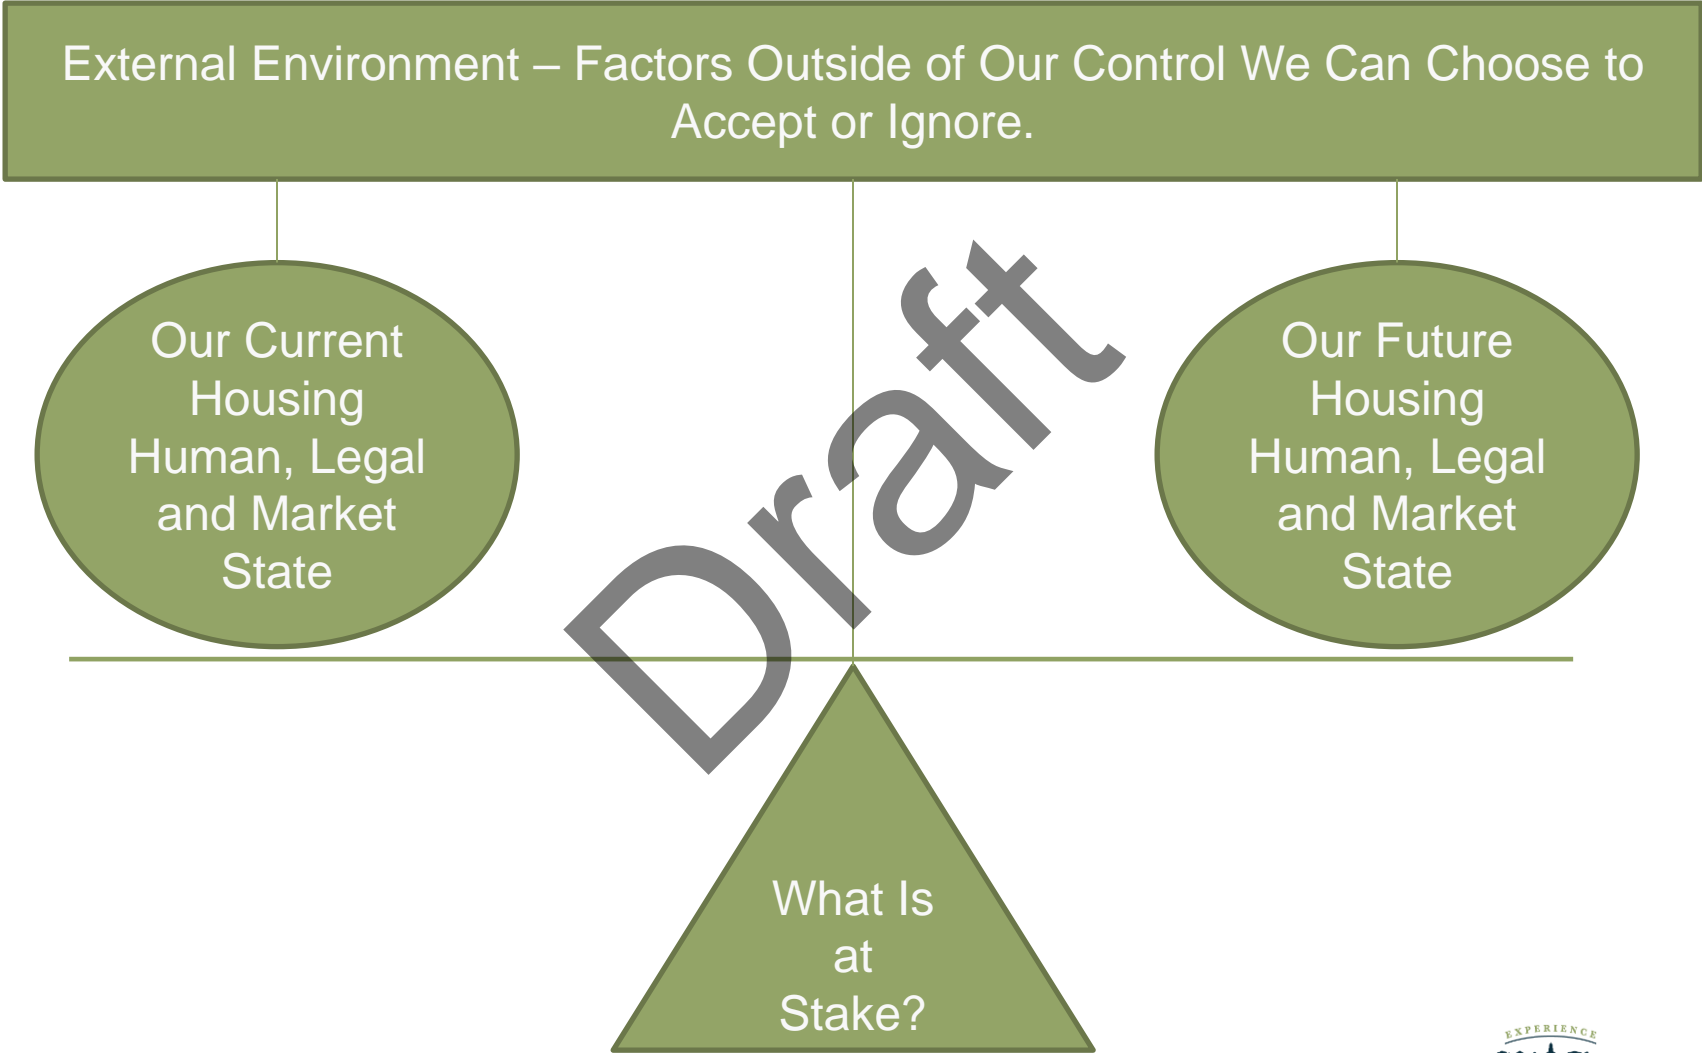 External Environment – Factors Outside of Our Control We Can Choose to
Accept or Ignore.
Our Current
Housing
Human, Legal
and Market
State
Our Future
Housing
Human, Legal
and Market
State
Draft
What Is
at
Stake?
EXPERIENCE